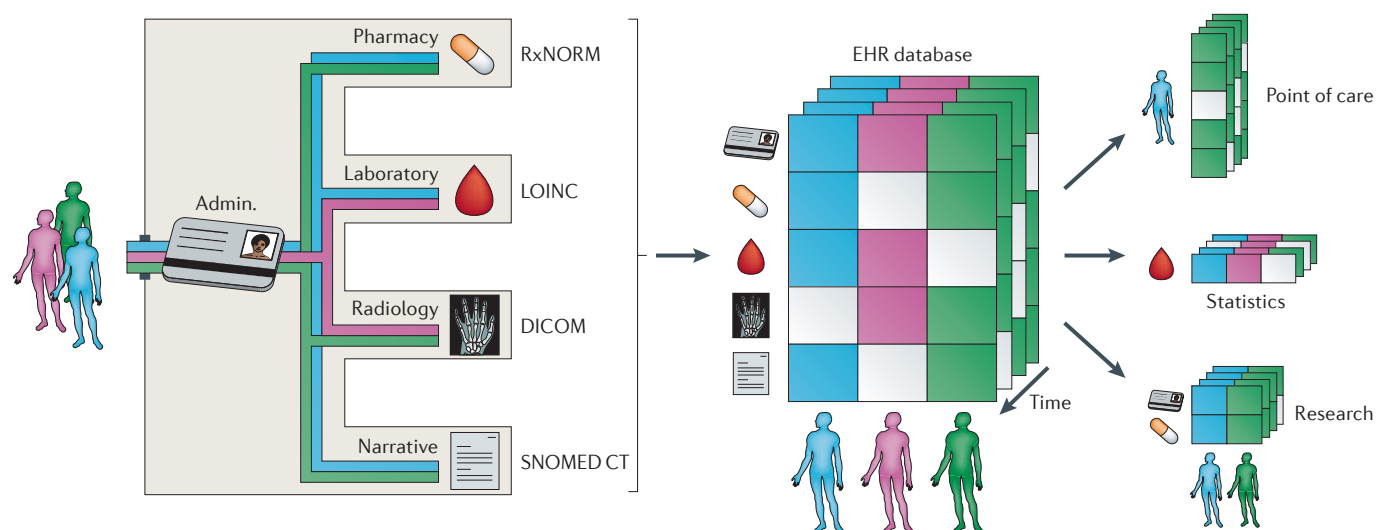 Pharmacy
RxNORM
Laboratory
LOINC
Admin.
Radiology
DICOM
Narrative
SNOMED CT
EHR database
Time
Point of care
Statistics
Research